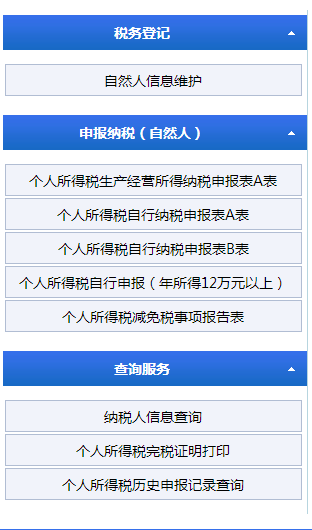 税务登记
自然人信息维护
申报纳税（自然人）
个人所得税生产经营所得纳税申报表A表
个人所得税自行纳税申报表A表
个人所得税自行纳税申报表B表
个人所得税自行申报（年所得12万元以上）
个人所得税减免税事项报告表
查询服务
纳税人信息查询
个人所得税完税证明打印
个人所得税历史申报记录查询